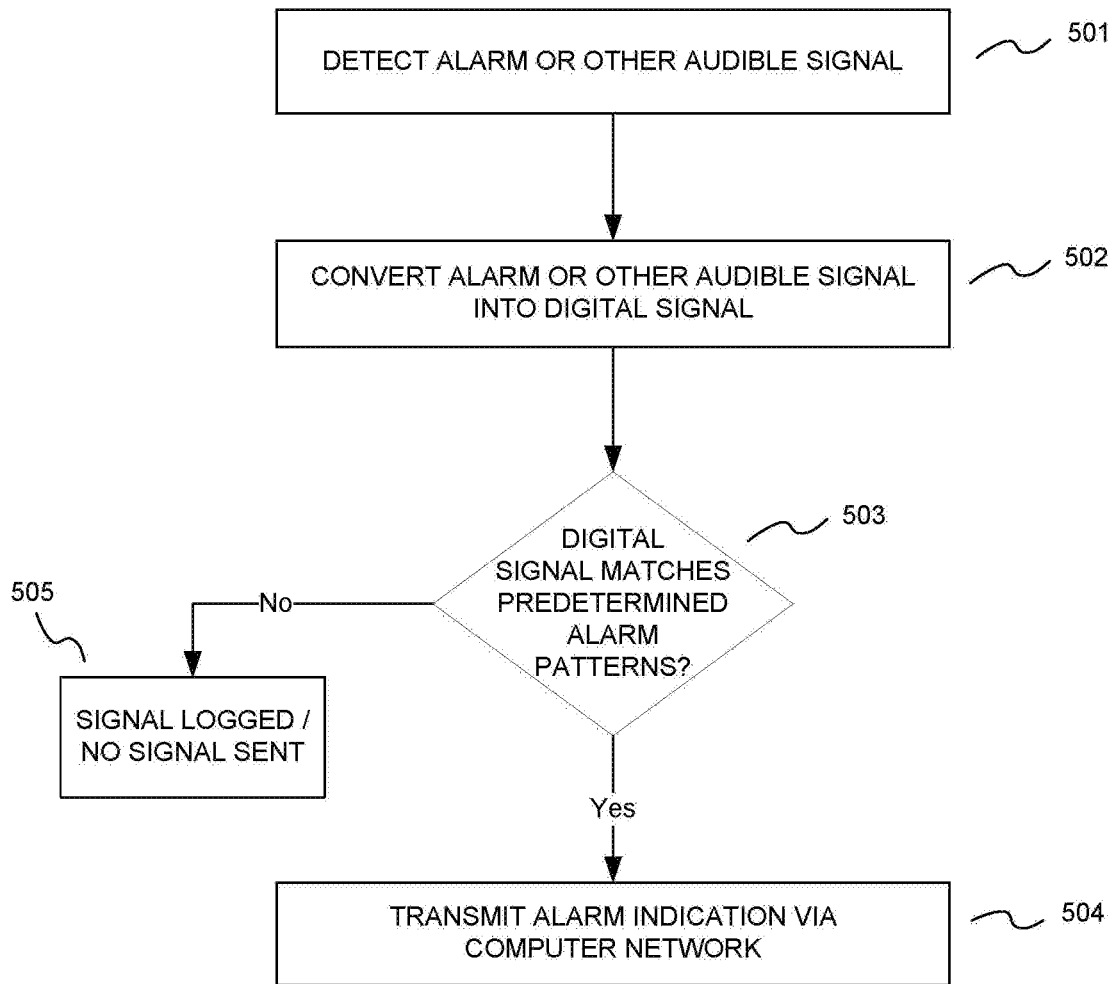 DETECT ALARM OR OTHER AUDIBLE SIGNAL
501
CONVERT ALARM OR OTHER AUDIBLE SIGNAL
INTO DIGITAL SIGNAL
502
DIGITAL
SIGNAL MATCHES
PREDETERMINED
ALARM
PATTERNS?
503
No
505
SIGNAL LOGGED /
NO SIGNAL SENT
Yes
TRANSMIT ALARM INDICATION VIA
COMPUTER NETWORK
504